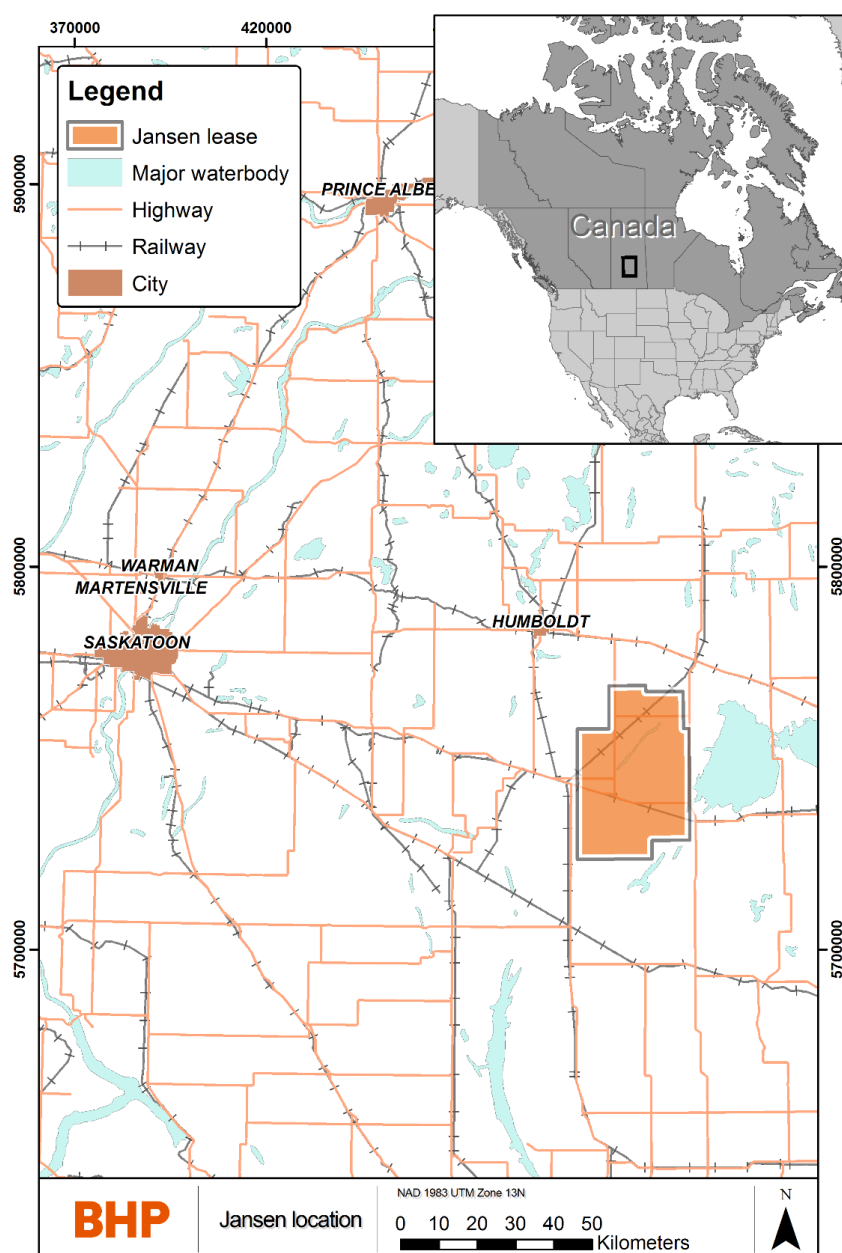 370000 420000
Legend
Jansen lease
Major waterbody
Highway
Railway
City
Canada
5900000
PRINCE ALBE
5800000
5800000
WARMAN
MARTENSVILLE
HUMBOLDT
SASKATOON
5700000
5700000
BHP
Jansen location
NAD 1983 UTM Zone 13N
0 10 20 30 40 50
Kilometers
N